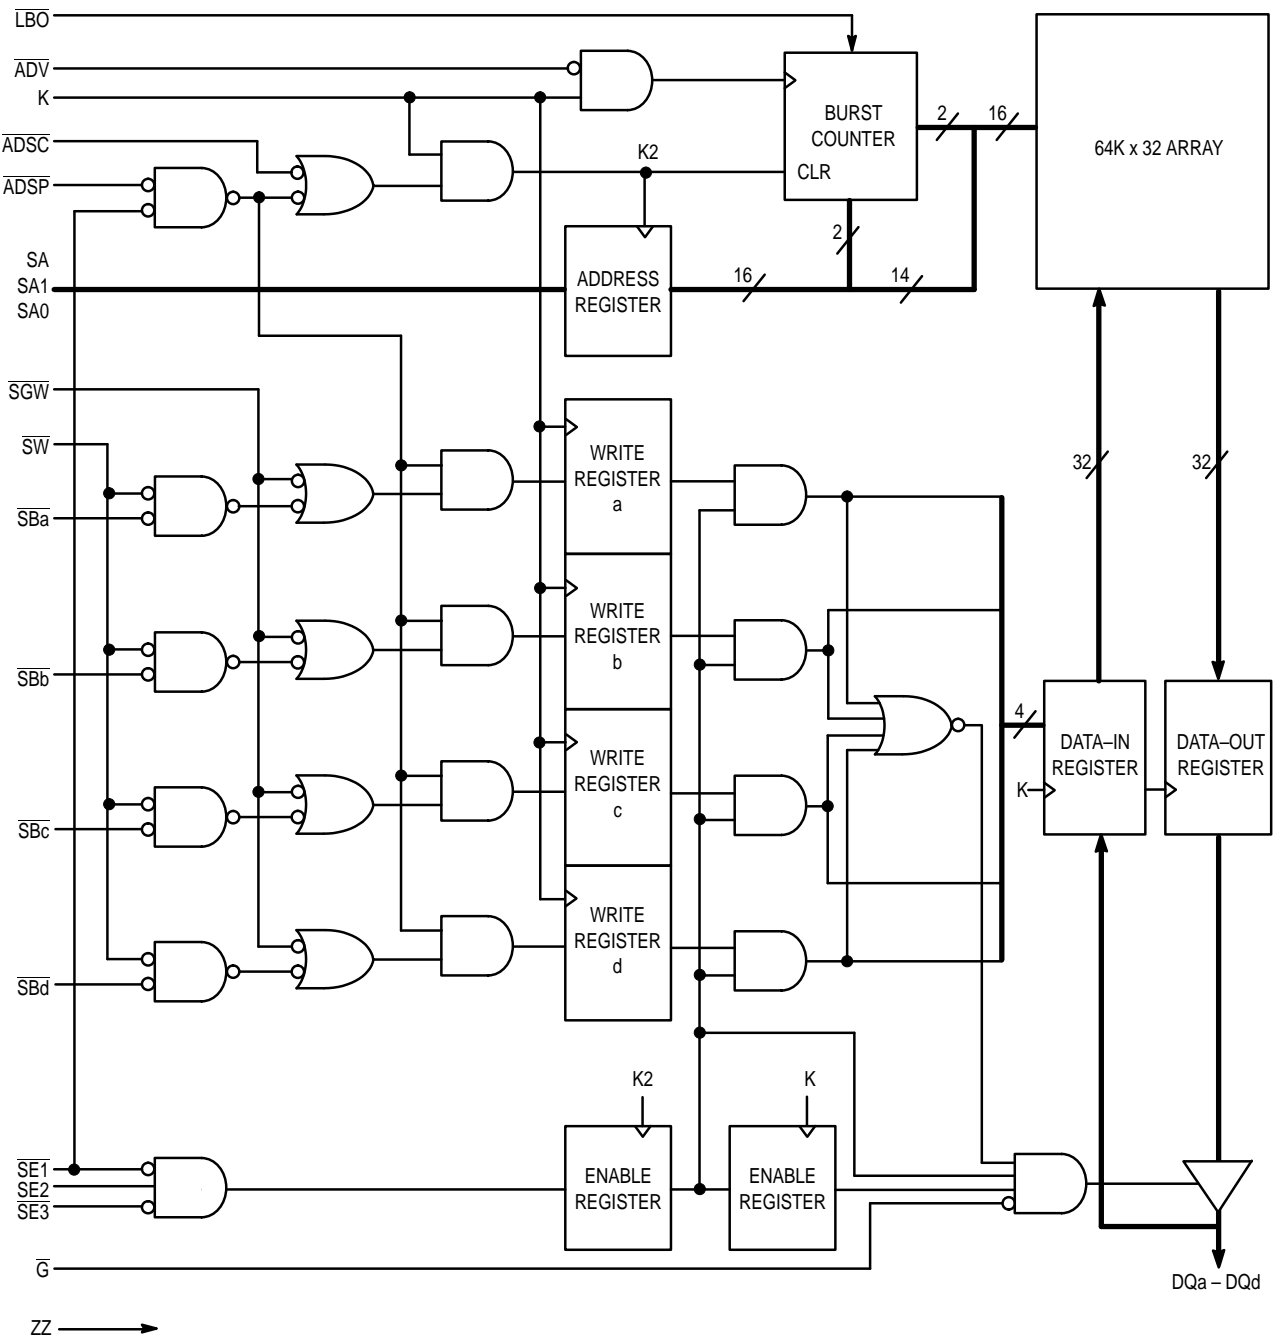 LBO
ADV
K
ADSC
ADSP
K2
BURST
COUNTER
CLR
2
16
64K x 32 ARRAY
2
SA
SA1
SA0
ADDRESS
REGISTER
16
14
SGW
SW
SBa
SBb
SBc
SBd
WRITE
REGISTER
a
WRITE
REGISTER
b
WRITE
REGISTER
c
WRITE
REGISTER
d
32
32
4
DATA–IN
REGISTER
K
DATA–OUT
REGISTER
K2
K
SE1
SE2
SE3
ENABLE
REGISTER
ENABLE
REGISTER
G
DQa – DQd
ZZ